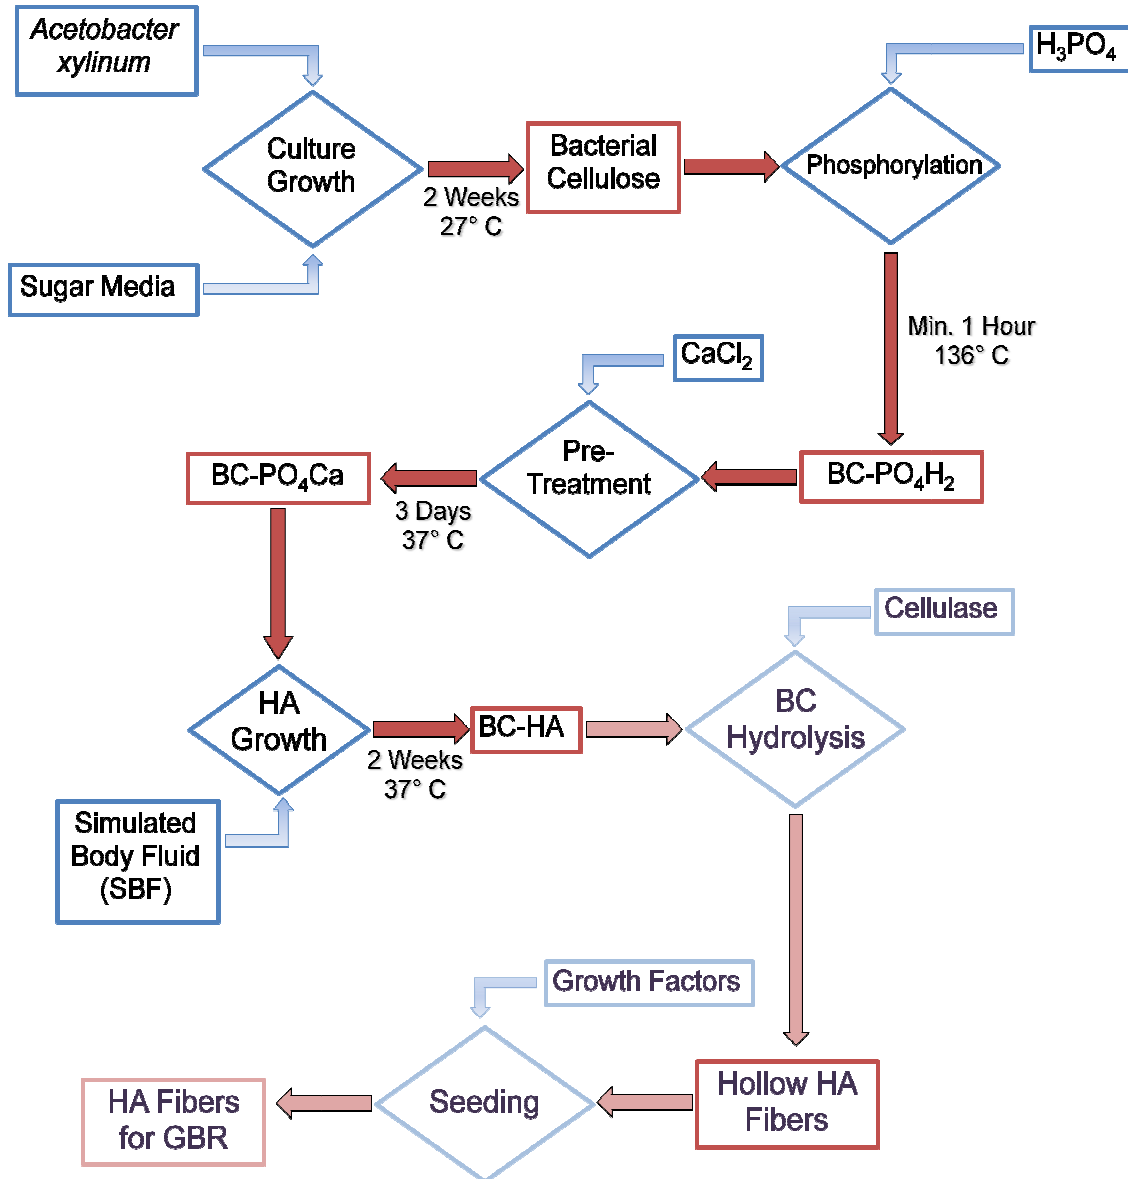 Acetobacter
xylinum
H₃PO₄
Culture
Growth
Bacterial
Cellulose
Phosphorylation
2 Weeks
27° C
Sugar Media
Min. 1 Hour
136° C
CaCl₂
Pre-
Treatment
BC-PO₄Ca
BC-PO₄H₂
3 Days
37° C
Cellulase
HA
Growth
BC-HA
BC
Hydrolysis
2 Weeks
37° C
Simulated
Body Fluid
(SBF)
Growth Factors
Hollow HA
Fibers
Seeding
HA Fibers
for GBR